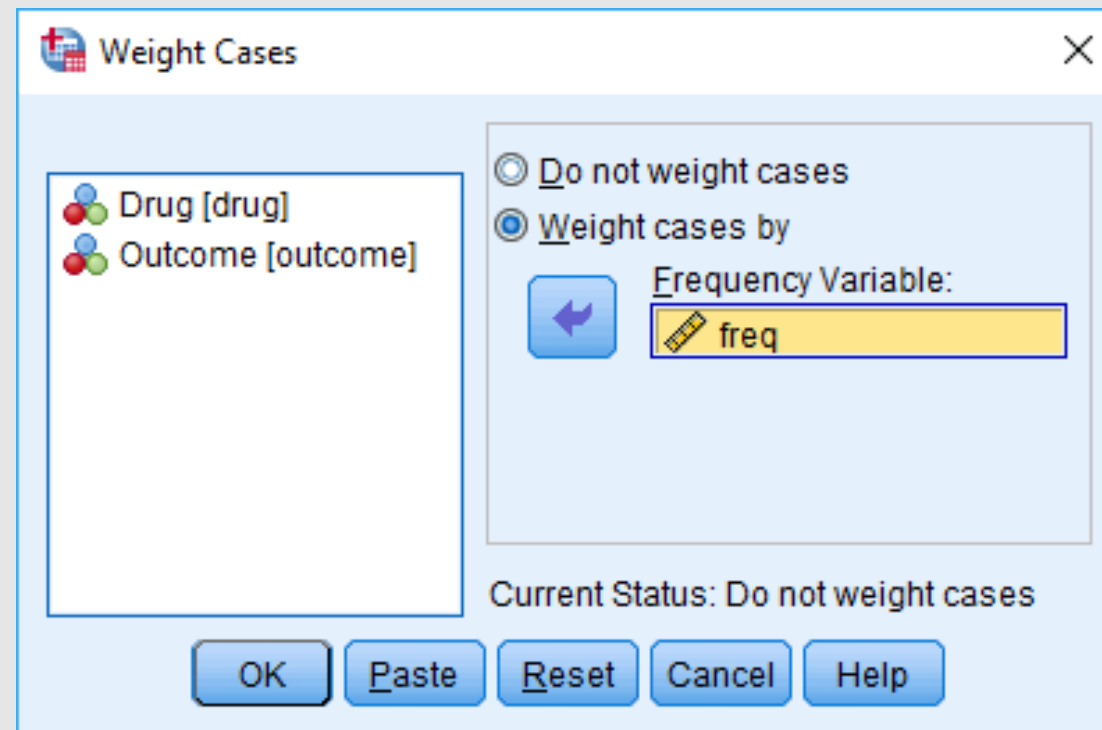 Weight Cases
Drug [drug]
Outcome [outcome]
Do not weight cases
Weight cases by
Frequency Variable:
freq
Current Status: Do not weight cases
OK Paste Reset Cancel Help